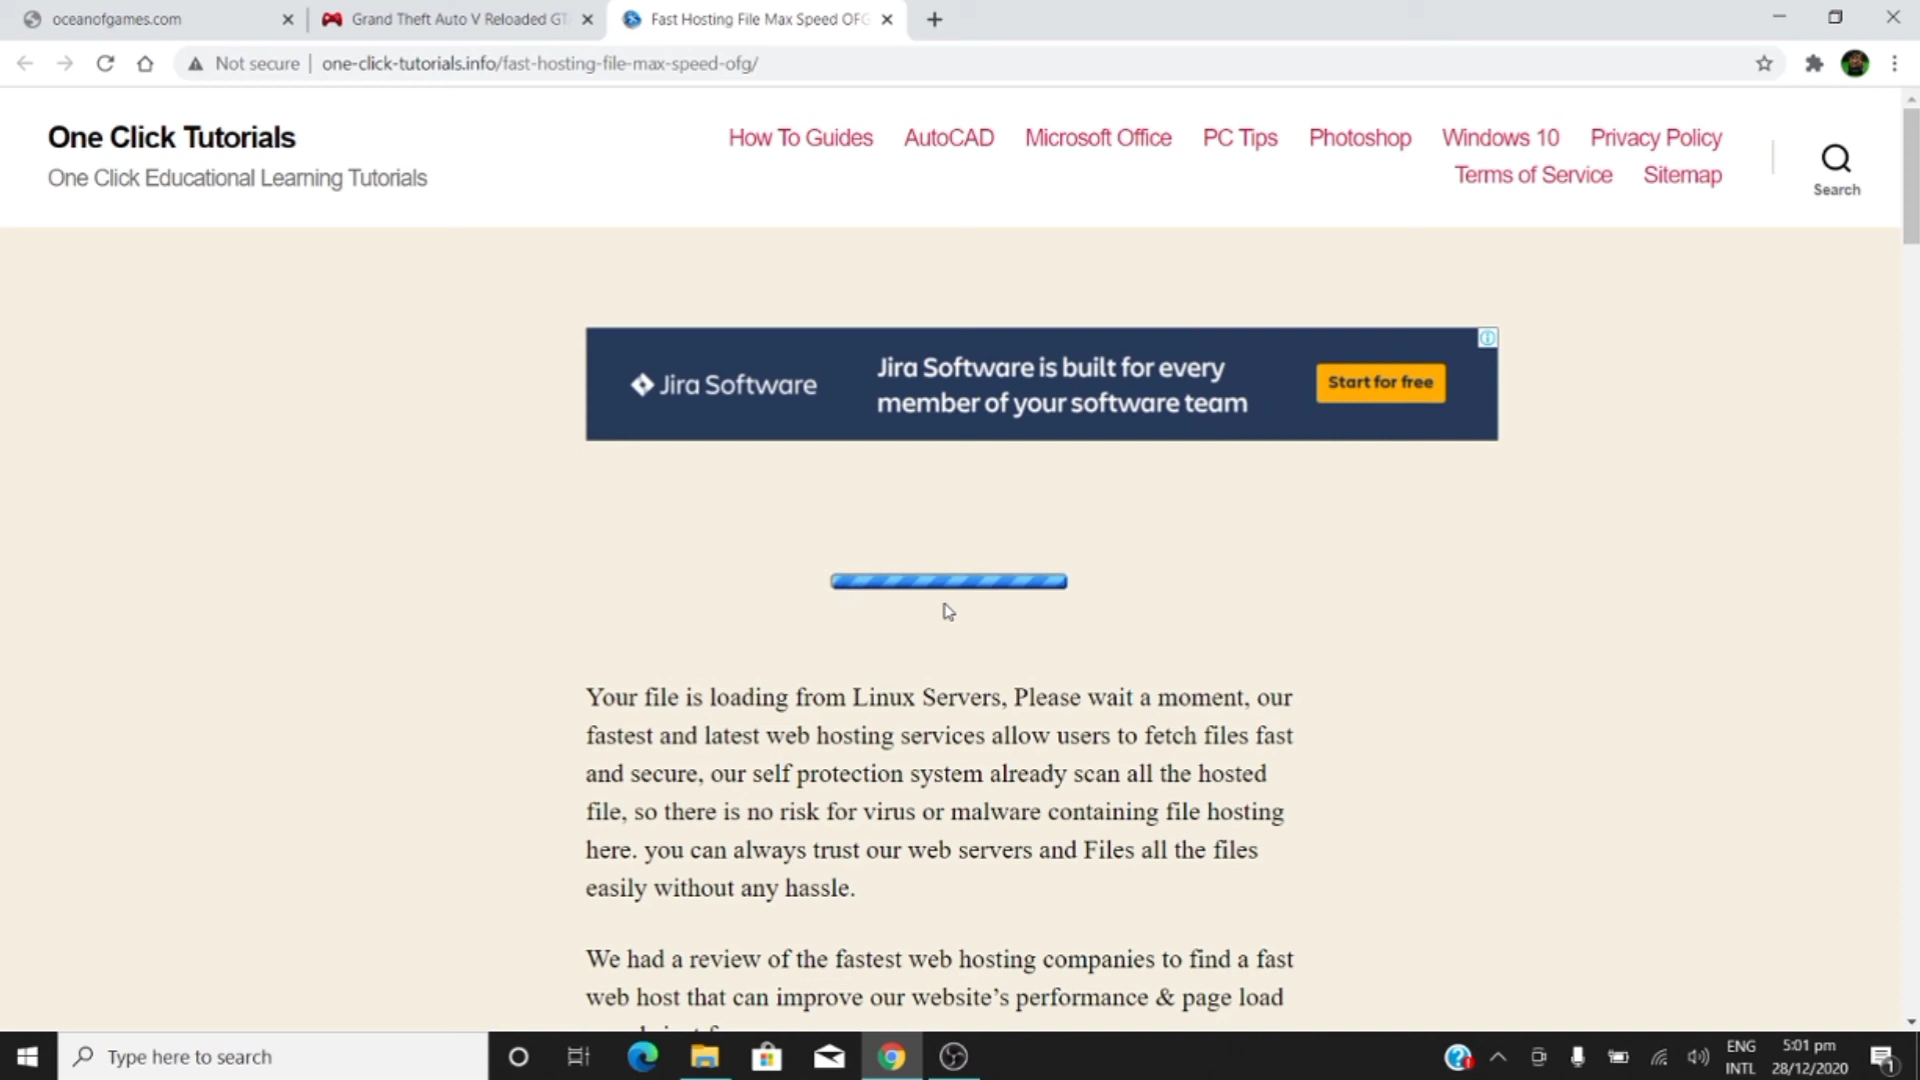 oceanofgames.com
Grand Theft Auto V Reloaded GT
Fast Hosting File Max Speed OFG
Not secure
one-click-tutorials.info/fast-hosting-file-max-speed-ofg/
One Click Tutorials
One Click Educational Learning Tutorials
How To Guides AutoCAD Microsoft Office PC Tips Photoshop Windows 10 Privacy Policy
Terms of Service Sitemap
Search
Jira Software
Jira Software is built for every
member of your software team
Start for free
Your file is loading from Linux Servers, Please wait a moment, our
fastest and latest web hosting services allow users to fetch files fast
and secure, our self protection system already scan all the hosted
file, so there is no risk for virus or malware containing file hosting
here. you can always trust our web servers and Files all the files
easily without any hassle.
We had a review of the fastest web hosting companies to find a fast
web host that can improve our website's performance & page load
Type here to search
ENG
INTL
5:01 pm
28/12/2020
1